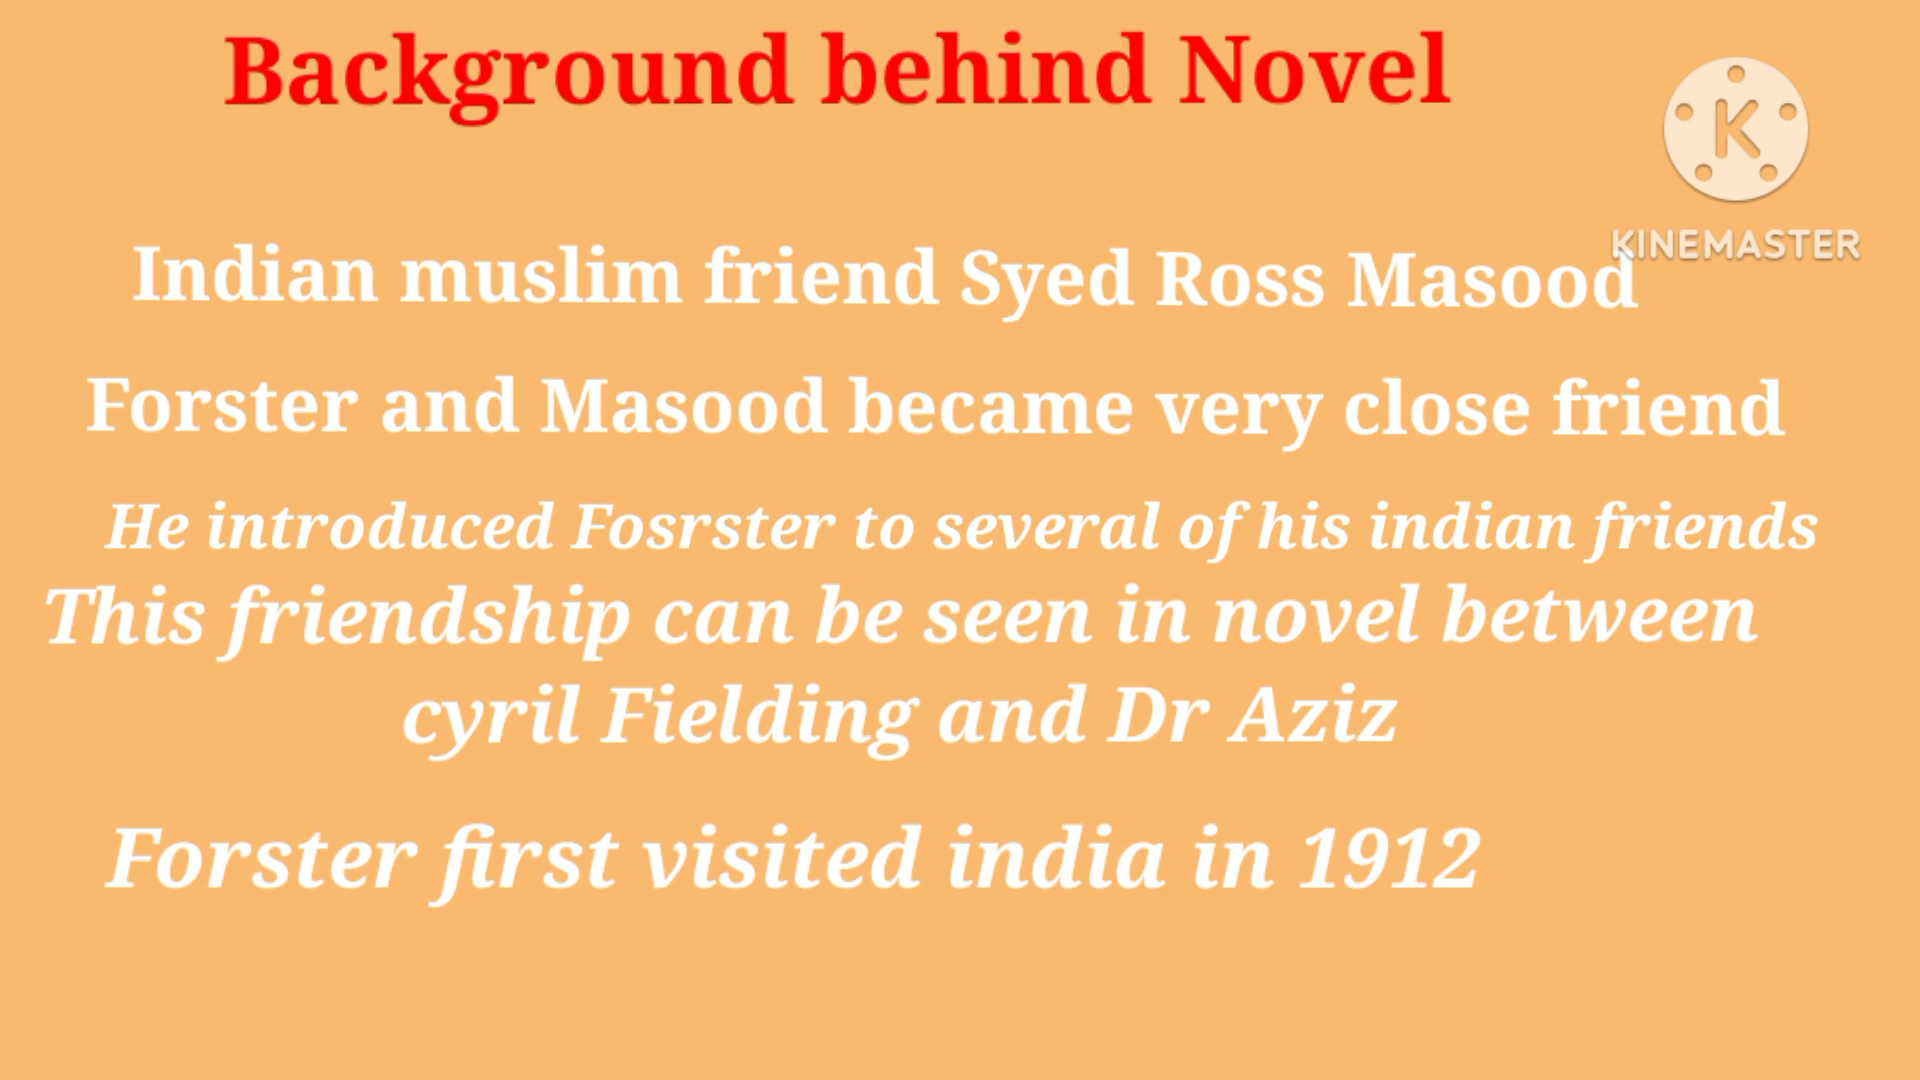 Background behind Novel
K
KINEMASTER
Indian muslim friend Syed Ross Masood
Forster and Masood became very close friend
He introduced Fosrster to several of his indian friends
This friendship can be seen in novel between
cyril Fielding and Dr Aziz
Forster first visited india in 1912